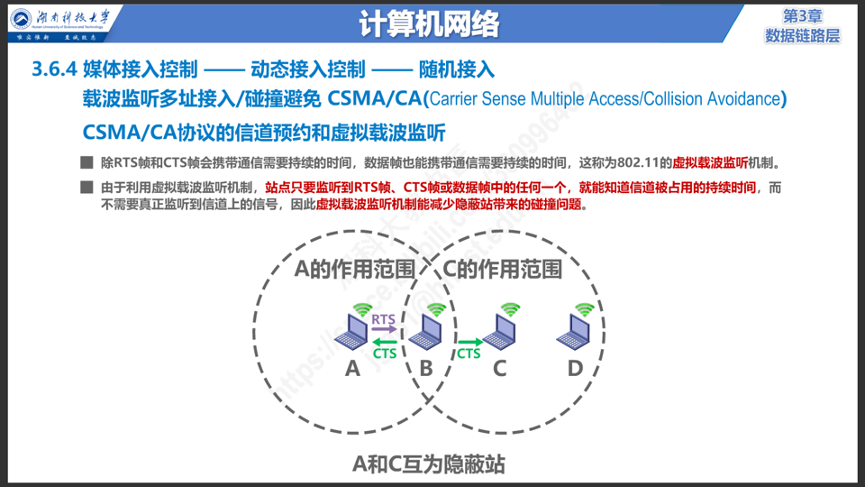 湖南科技大学
Hunan University of Science and Technology
唯实惟新 至诚致志
计算机网络
第3章
数据链路层
3.6.4 媒体接入控制 —— 动态接入控制 —— 随机接入
载波监听多址接入/碰撞避免 CSMA/CA(Carrier Sense Multiple Access/Collision Avoidance)
CSMA/CA协议的信道预约和虚拟载波监听
除RTS帧和CTS帧会携带通信需要持续的时间，数据帧也能携带通信需要持续的时间，这称为802.11的虚拟载波监听机制。
由于利用虚拟载波监听机制，站点只要监听到RTS帧、CTS帧或数据帧中的任何一个，就能知道信道被占用的持续时间，而
不需要真正监听到信道上的信号，因此虚拟载波监听机制能减少隐蔽站带来的碰撞问题。
A的作用范围 C的作用范围
RTS
CTS CTS
A B C D
A和C互为隐蔽站